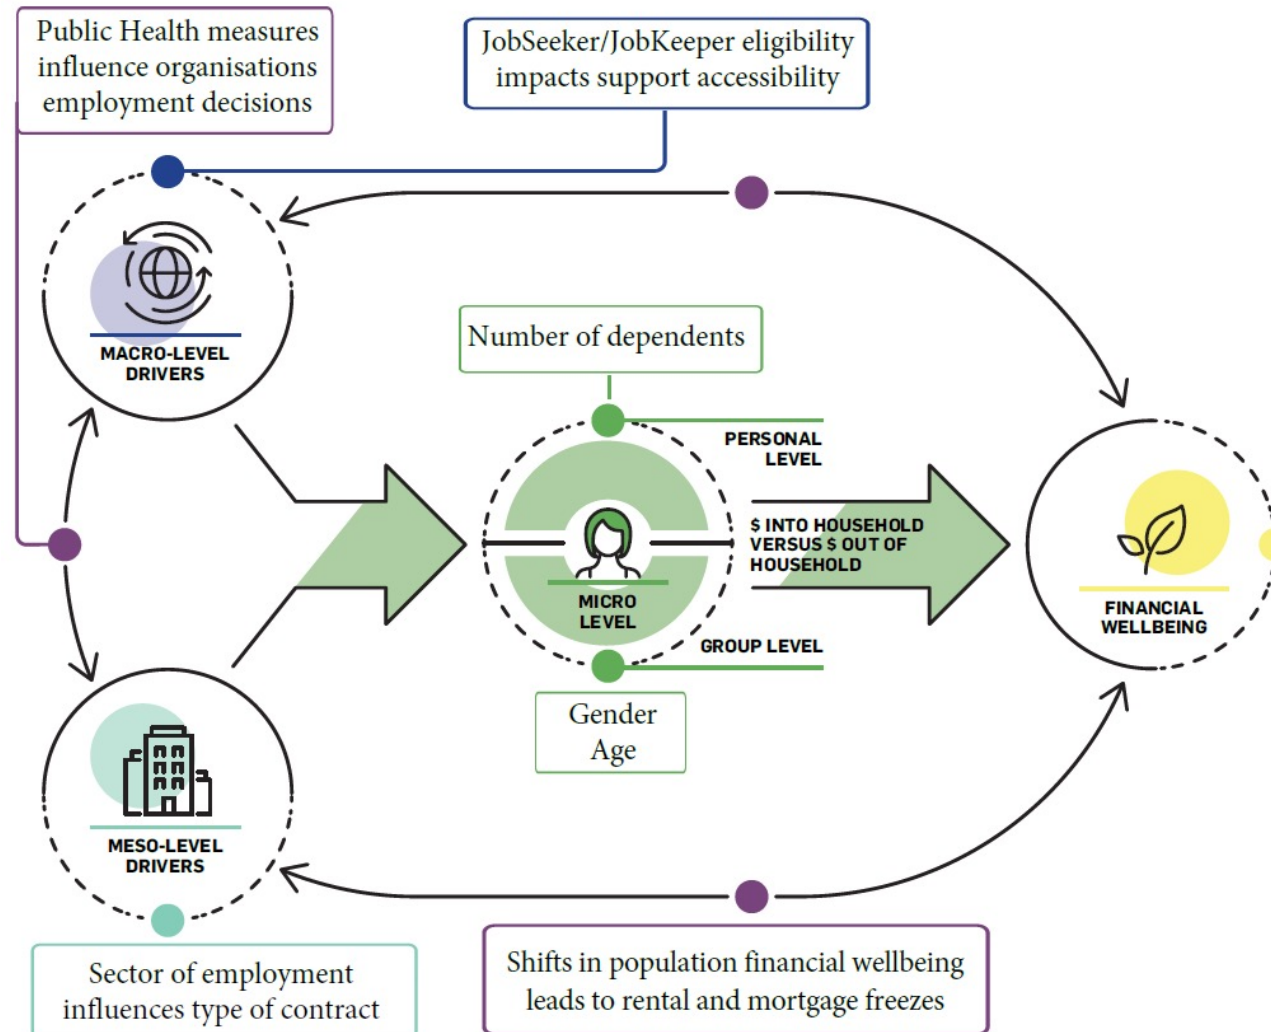 Public Health measures
influence organisations
employment decisions
JobSeeker/JobKeeper eligibility
impacts support accessibility
MACRO-LEVEL
DRIVERS
Number of dependents
PERSONAL
LEVEL
$ INTO HOUSEHOLD
VERSUS $ OUT OF
HOUSEHOLD
MICRO
LEVEL
GROUP LEVEL
FINANCIAL
WELLBEING
Gender
Age
MESO-LEVEL
DRIVERS
Sector of employment
influences type of contract
Shifts in population financial wellbeing
leads to rental and mortgage freezes